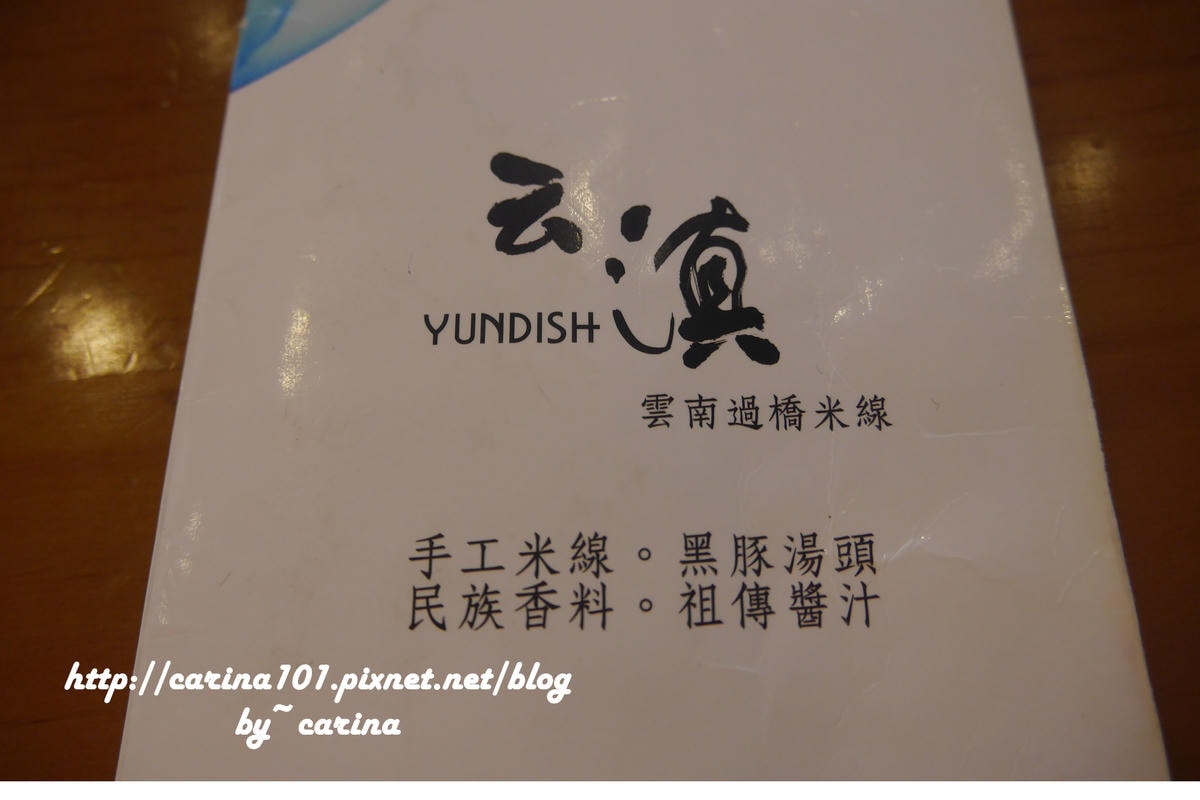 云滇
YUNDISH
雲南過橋米線
手工米線。黑豚湯頭
民族香料。祖傳醬汁
http://carina101.pixnet.net/blog
by~ carina